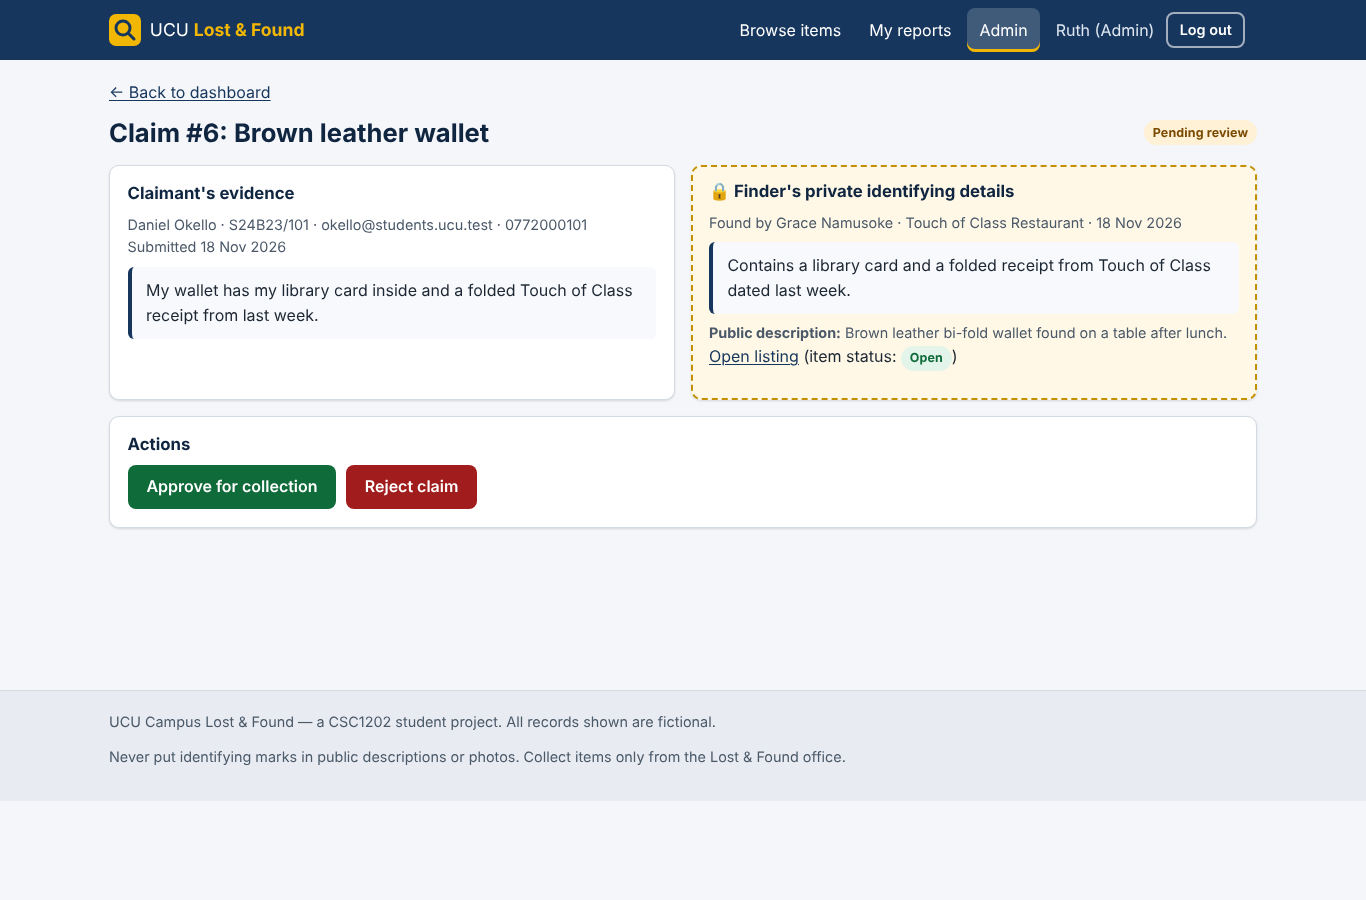 UCU Lost & Found
Browse items
My reports
Admin
Ruth (Admin)
Log out
← Back to dashboard
Claim #6: Brown leather wallet
Pending review
Claimant's evidence
Daniel Okello · S24B23/101 · okello@students.ucu.test · 0772000101
Submitted 18 Nov 2026
My wallet has my library card inside and a folded Touch of Class
receipt from last week.
🔒 Finder's private identifying details
Found by Grace Namusoke · Touch of Class Restaurant · 18 Nov 2026
Contains a library card and a folded receipt from Touch of Class
dated last week.
Public description: Brown leather bi-fold wallet found on a table after lunch.
Open listing (item status: Open)
Actions
Approve for collection
Reject claim
UCU Campus Lost & Found — a CSC1202 student project. All records shown are fictional.
Never put identifying marks in public descriptions or photos. Collect items only from the Lost & Found office.